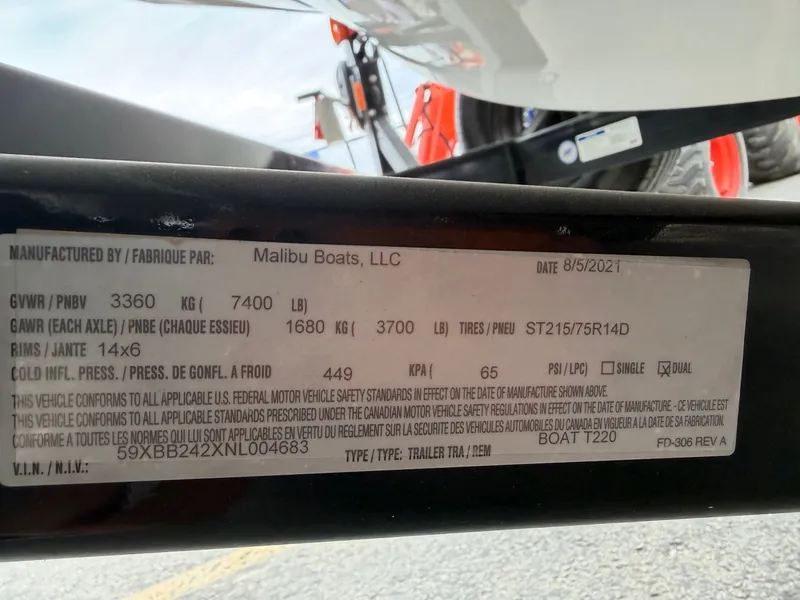 MANUFACTURED BY / FABRIQUE PAR: Malibu Boats, LLC DATE 8/5/2021
GVWR / PNBV 3360 KG ( 7400 LB)
GAWR (EACH AXLE) / PNBE (CHAQUE ESSIEU) 1680 KG ( 3700 LB) TIRES / PNEU ST215/75R14D
RIMS / JANTE 14x6
COLD INFL. PRESS. / PRESS. DE GONFL. A FROID 449 KPA ( 65 PSI / LPC) SINGLE DUAL
THIS VEHICLE CONFORMS TO ALL APPLICABLE U.S. FEDERAL MOTOR VEHICLE SAFETY STANDARDS IN EFFECT ON THE DATE OF MANUFACTURE SHOWN ABOVE.
THIS VEHICLE CONFORMS TO ALL APPLICABLE STANDARDS PRESCRIBED UNDER THE CANADIAN MOTOR VEHICLE SAFETY REGULATIONS IN EFFECT ON THE DATE OF MANUFACTURE. - CE VEHICULE EST
CONFORME A TOUTES LES NORMES QUI LUI SONT APPLICABLES EN VERTU DU REGLEMENT SUR LA SECURITE DES VEHICULES AUTOMOBILES DU CANADA EN VIGUEUR A LA DATE DE SA FABRICATION.
V.I.N. / N.I.V.: 59XBB242XNL004683 TYPE / TYPE: TRAILER TRA / REM BOAT T220 FD-306 REV A